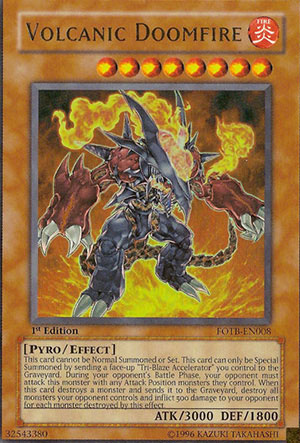 VOLCANIC DOOMFIRE
FIRE
炎
1st Edition
FOTB-EN008
[PYRO/EFFECT]
This card cannot be Normal Summoned or Set. This card can only be Special
Summoned by sending a face-up "Tri-Blaze Accelerator" you control to the
Graveyard. During your opponent's Battle Phase, your opponent must
attack this monster with any Attack Position monsters they control. When
this card destroys a monster and sends it to the Graveyard, destroy all
monsters your opponent controls and inflict 500 damage to your opponent
for each monster destroyed by this effect.
ATK/3000 DEF/1800
32543380
©1996 KAZUKI TAKAHASHI